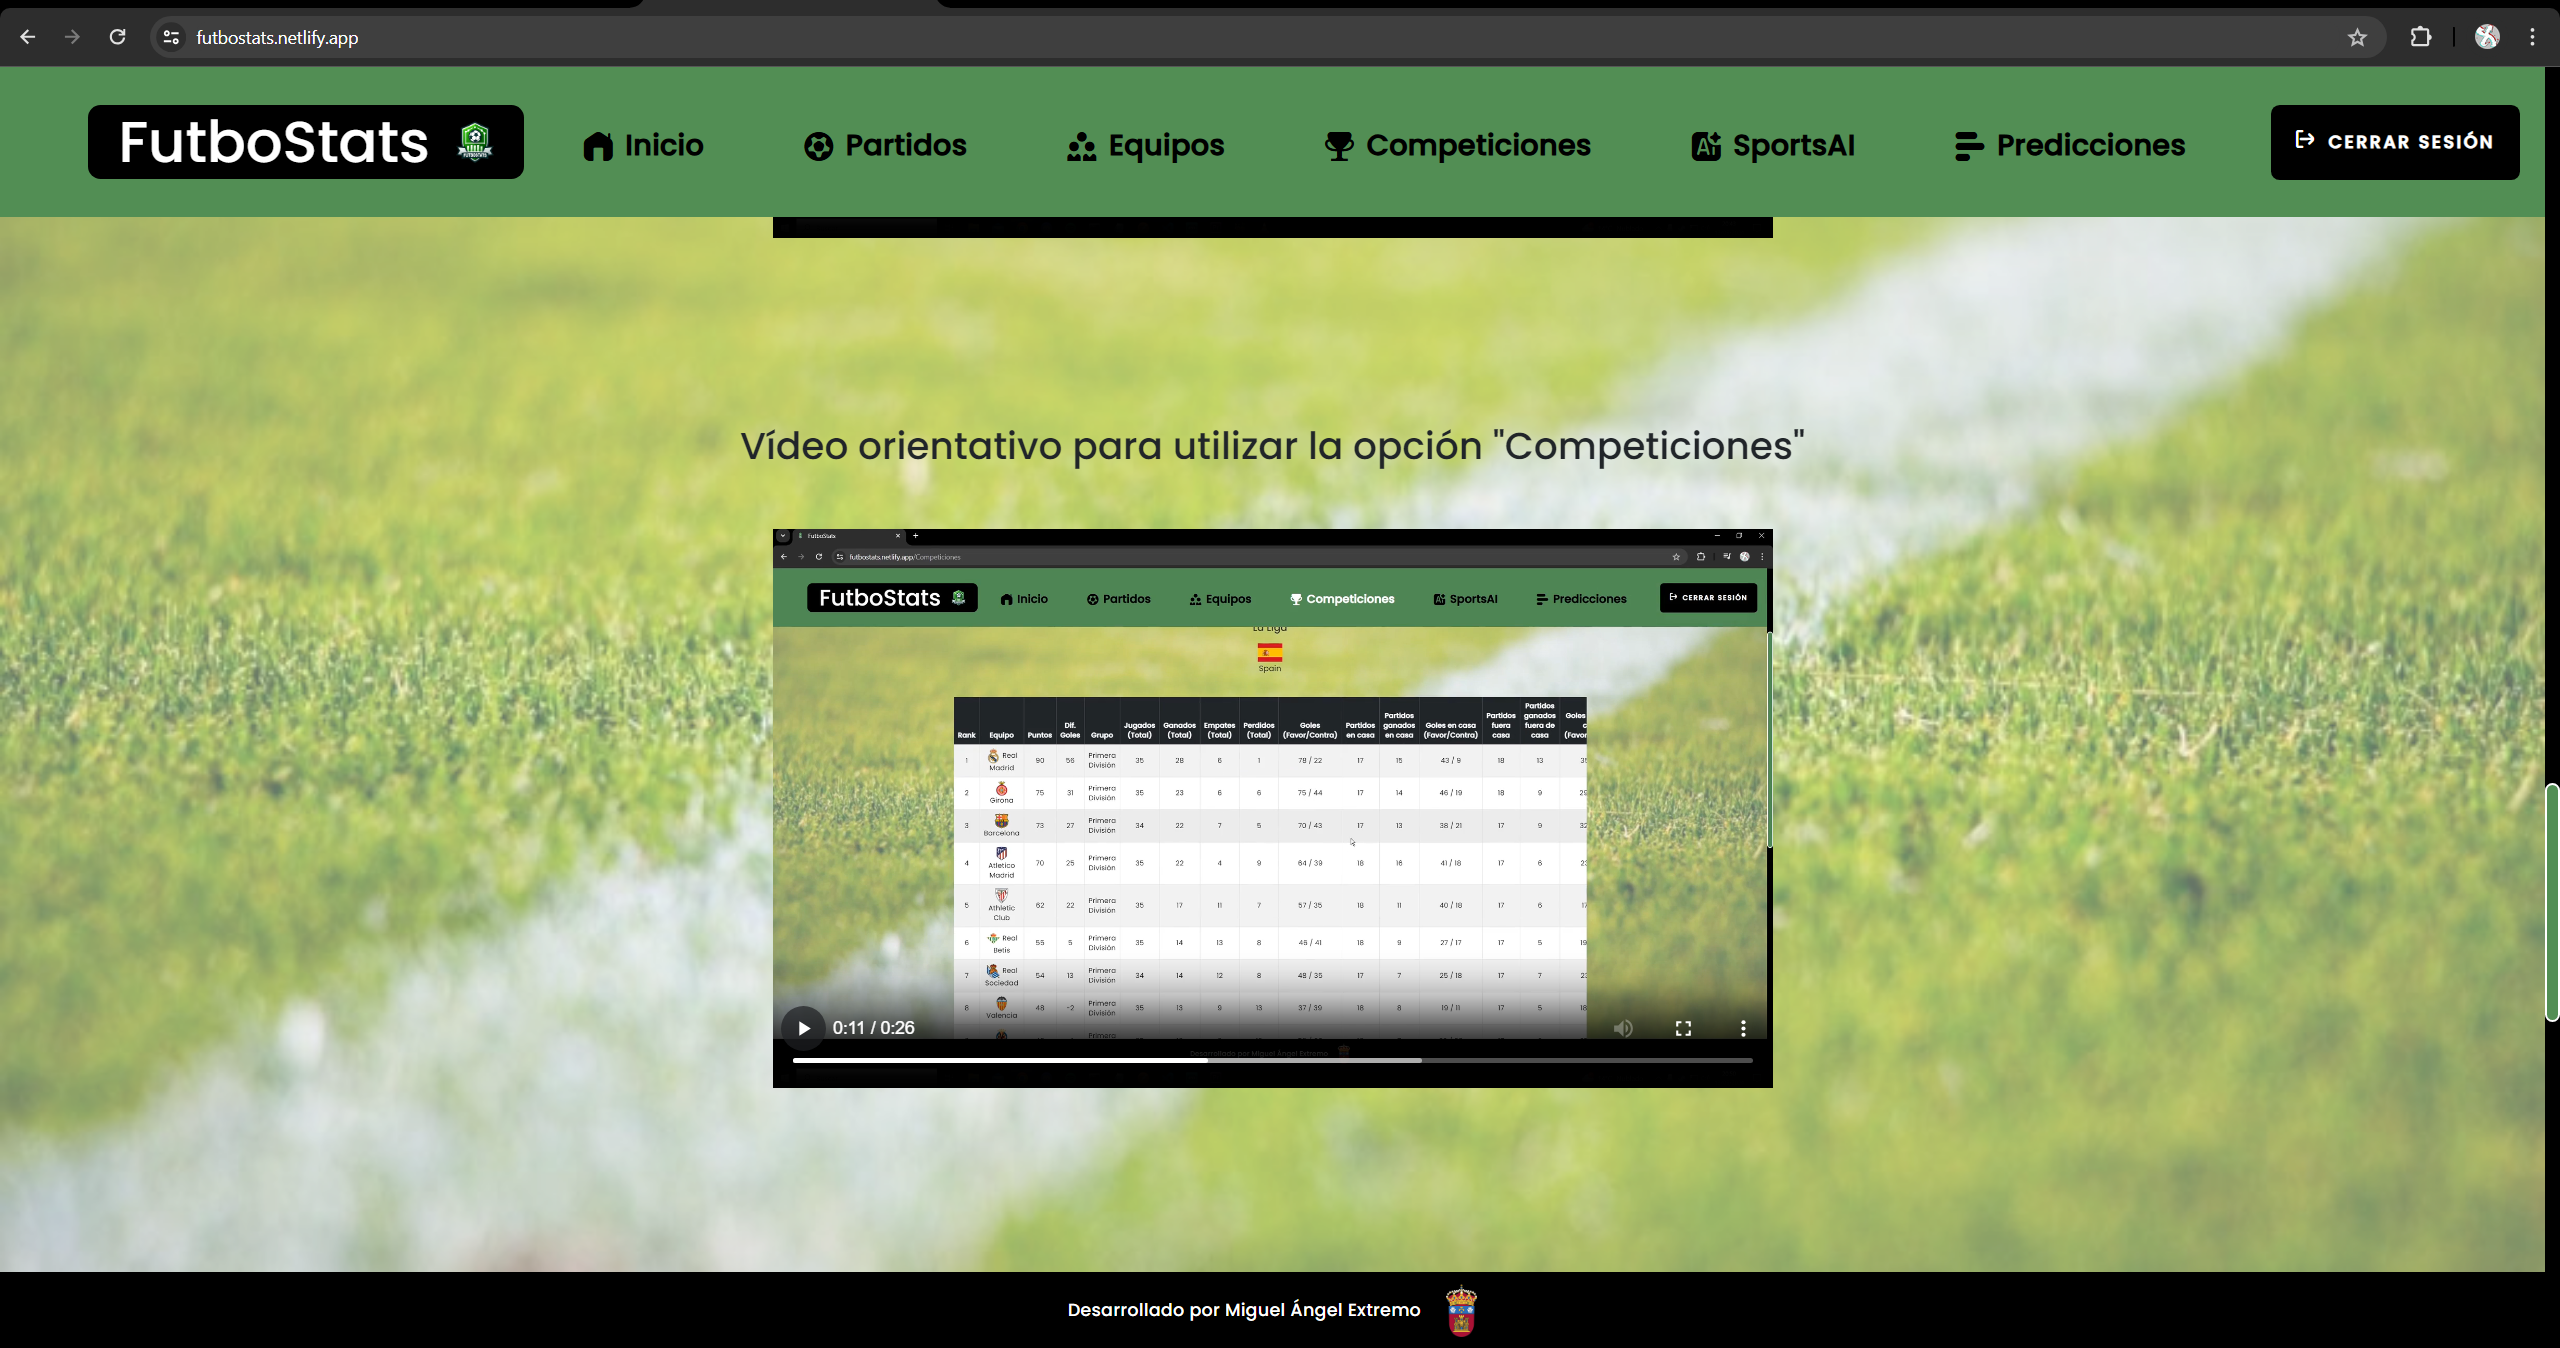 futbostats.netlify.app
FutboStats
Inicio
Partidos
Equipos
Competiciones
SportsAI
Predicciones
CERRAR SESIÓN
Vídeo orientativo para utilizar la opción "Competiciones"
FutboStats
futbostats.netlify.app/Competiciones
FutboStats Inicio Partidos Equipos Competiciones SportsAI Predicciones CERRAR SESIÓN
La Liga
Spain
Rank Equipo Puntos Dif. Goles Grupo Jugados (Total) Ganados (Total) Empates (Total) Perdidos (Total) Goles (Favor/Contra) Partidos en casa Partidos ganados en casa Goles en casa (Favor/Contra) Partidos fuera casa Partidos ganados fuera de casa Goles
1 Real Madrid 90 56 Primera División 35 28 6 1 78 / 22 17 15 43 / 9 18 13
2 Girona 75 31 Primera División 35 23 6 6 75 / 44 17 14 46 / 19 18 9
3 Barcelona 73 27 Primera División 34 22 7 5 70 / 43 17 13 38 / 21 17 9
4 Atletico Madrid 70 25 Primera División 35 22 4 9 64 / 39 18 16 41 / 18 17 6
5 Athletic Club 62 22 Primera División 35 17 11 7 57 / 35 18 11 40 / 18 17 6
6 Real Betis 55 5 Primera División 35 14 13 8 46 / 41 18 9 27 / 17 17 5
7 Real Sociedad 54 13 Primera División 34 14 12 8 48 / 35 17 7 25 / 18 17 7
8 Valencia 48 -2 Primera División 35 13 9 13 37 / 39 18 8 19 / 11 17 5
0:11 / 0:26
Desarrollado por Miguel Ángel Extremo
Desarrollado por Miguel Ángel Extremo